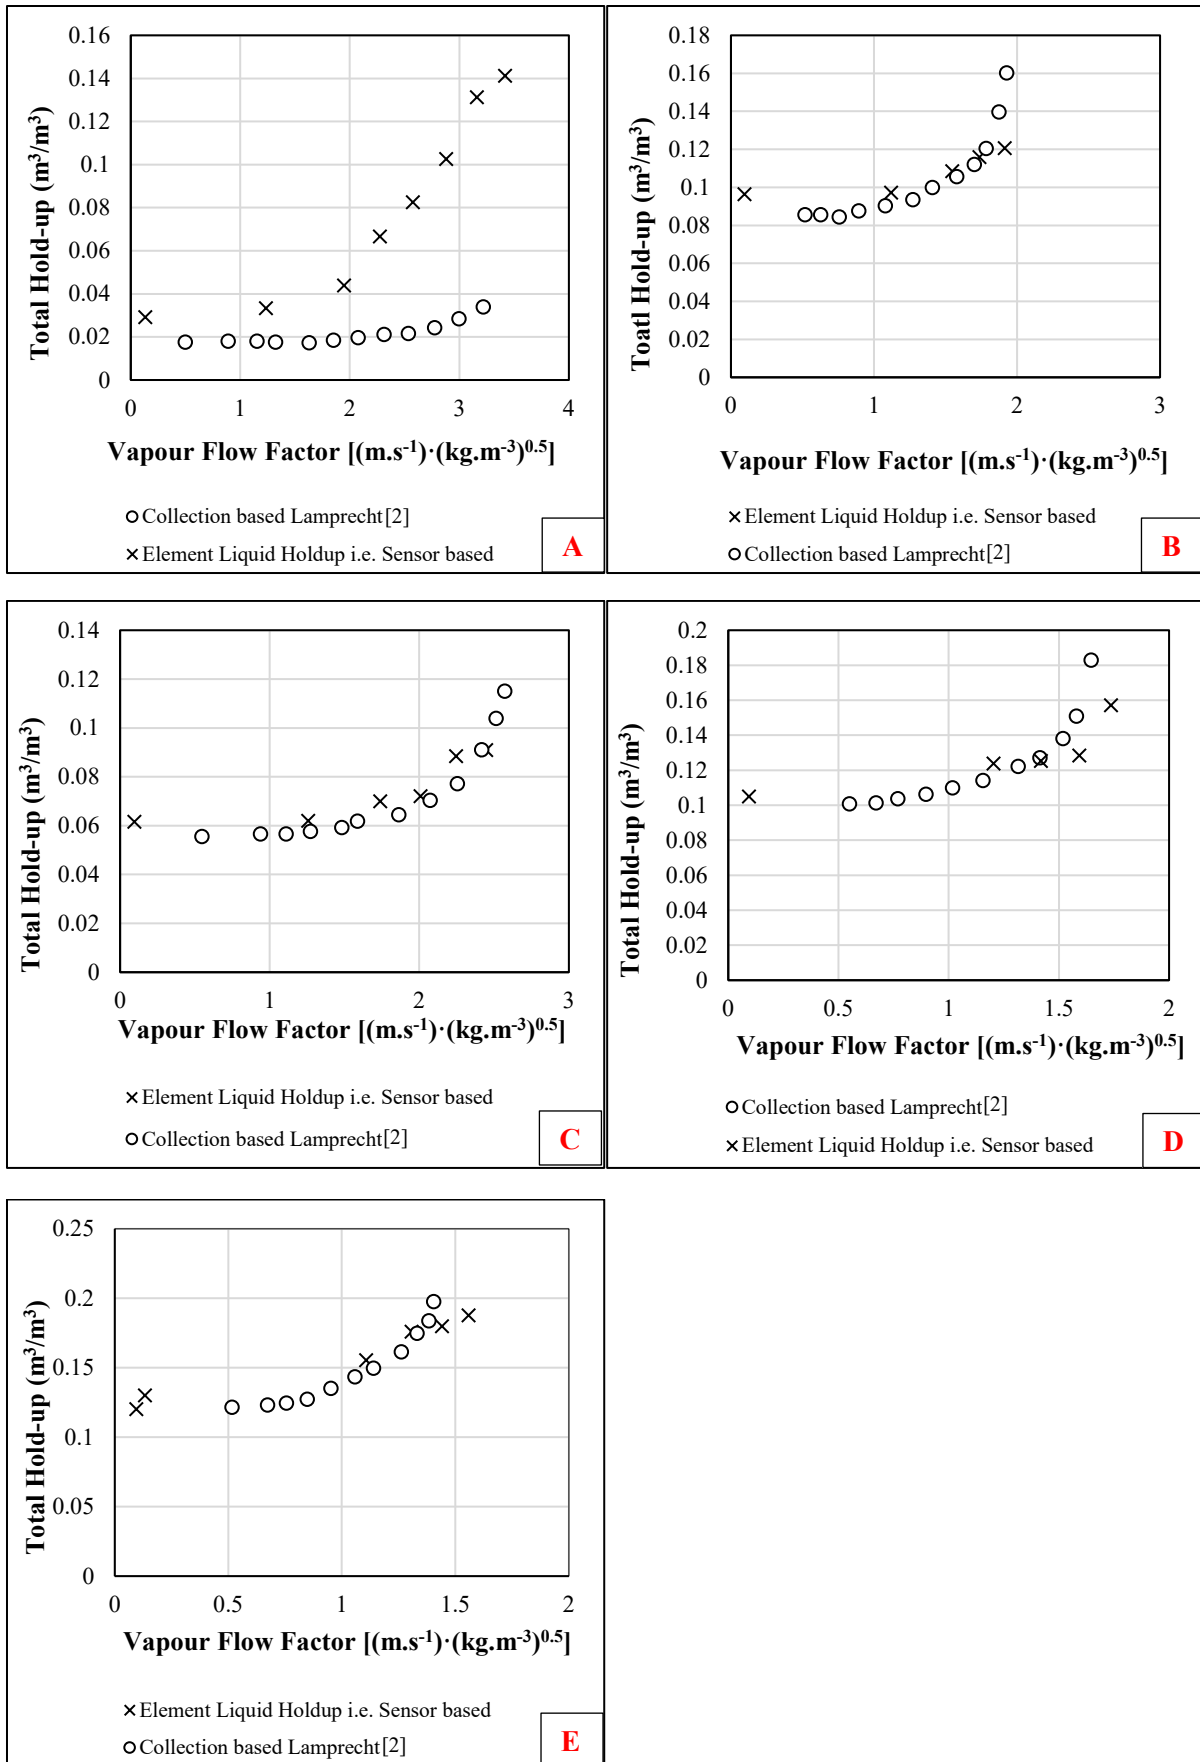 0.16
0.14
0.12
0.1
0.08
0.06
0.04
0.02
0
Total Hold-up (m³/m³)
0 1 2 3 4
Vapour Flow Factor [(m.s⁻¹)·(kg.m⁻³)⁰·⁵]
Collection based Lamprecht[2]
Element Liquid Holdup i.e. Sensor based
A
0.18
0.16
0.14
0.12
0.1
0.08
0.06
0.04
0.02
0
Toatl Hold-up (m³/m³)
0 1 2 3
Vapour Flow Factor [(m.s⁻¹)·(kg.m⁻³)⁰·⁵]
Element Liquid Holdup i.e. Sensor based
Collection based Lamprecht[2]
B
0.14
0.12
0.1
0.08
0.06
0.04
0.02
0
Total Hold-up (m³/m³)
0 1 2 3
Vapour Flow Factor [(m.s⁻¹)·(kg.m⁻³)⁰·⁵]
Element Liquid Holdup i.e. Sensor based
Collection based Lamprecht[2]
C
0.2
0.18
0.16
0.14
0.12
0.1
0.08
0.06
0.04
0.02
0
Total Hold-up (m³/m³)
0 0.5 1 1.5 2
Vapour Flow Factor [(m.s⁻¹)·(kg.m⁻³)⁰·⁵]
Collection based Lamprecht[2]
Element Liquid Holdup i.e. Sensor based
D
0.25
0.2
0.15
0.1
0.05
0
Total Hold-up (m³/m³)
0 0.5 1 1.5 2
Vapour Flow Factor [(m.s⁻¹)·(kg.m⁻³)⁰·⁵]
Element Liquid Holdup i.e. Sensor based
Collection based Lamprecht[2]
E